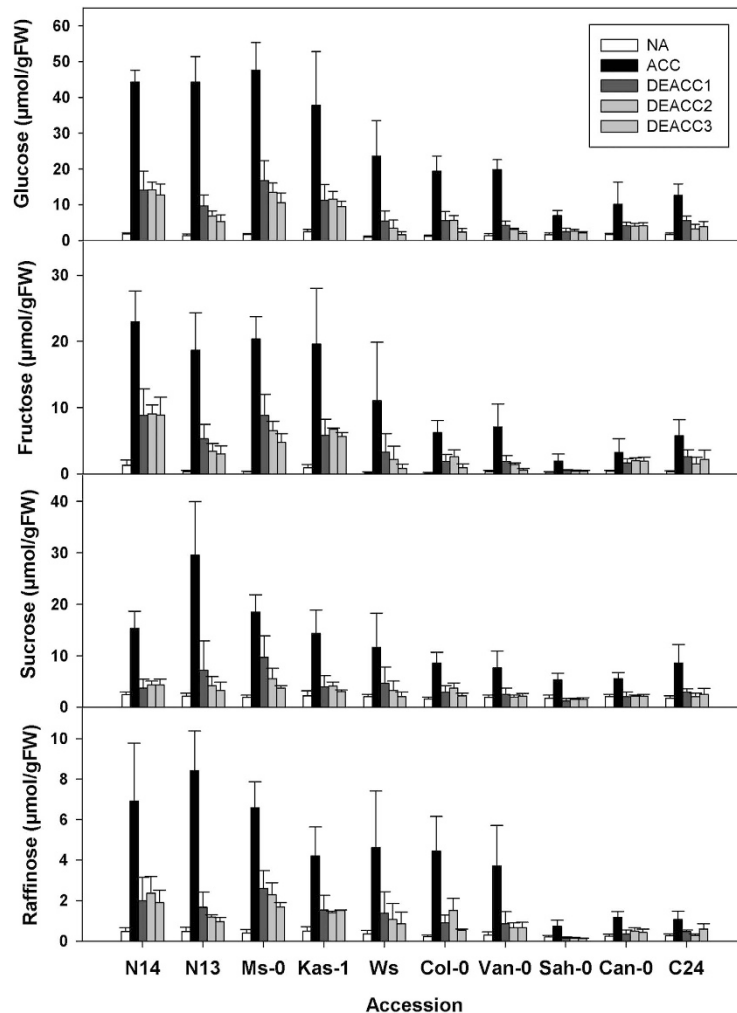 60
50
40
30
20
10
0
Glucose (µmol/gFW)
NA
ACC
DEACC1
DEACC2
DEACC3
30
20
10
0
Fructose (µmol/gFW)
40
30
20
10
0
Sucrose (µmol/gFW)
10
8
6
4
2
0
Raffinose (µmol/gFW)
N14 N13 Ms-0 Kas-1 Ws Col-0 Van-0 Sah-0 Can-0 C24
Accession